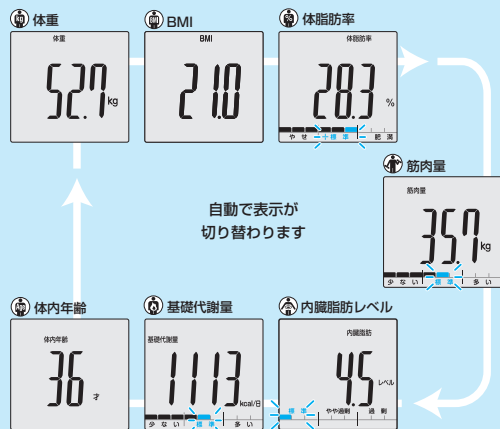 kg 体重
体重
52.7 kg
BMI BMI
BMI
21.0
% 体脂肪率
体脂肪率
28.3 %
やせ +標準 肥満
筋肉量
筋肉量
35.7 kg
少ない 標準 多い
自動で表示が
切り替わります
内臓脂肪レベル
内臓脂肪
4.5 レベル
標準 やや過剰 過剰
基礎代謝量
基礎代謝量
1113 kcal/日
少ない 標準 多い
体内年齢
体内年齢
36 才